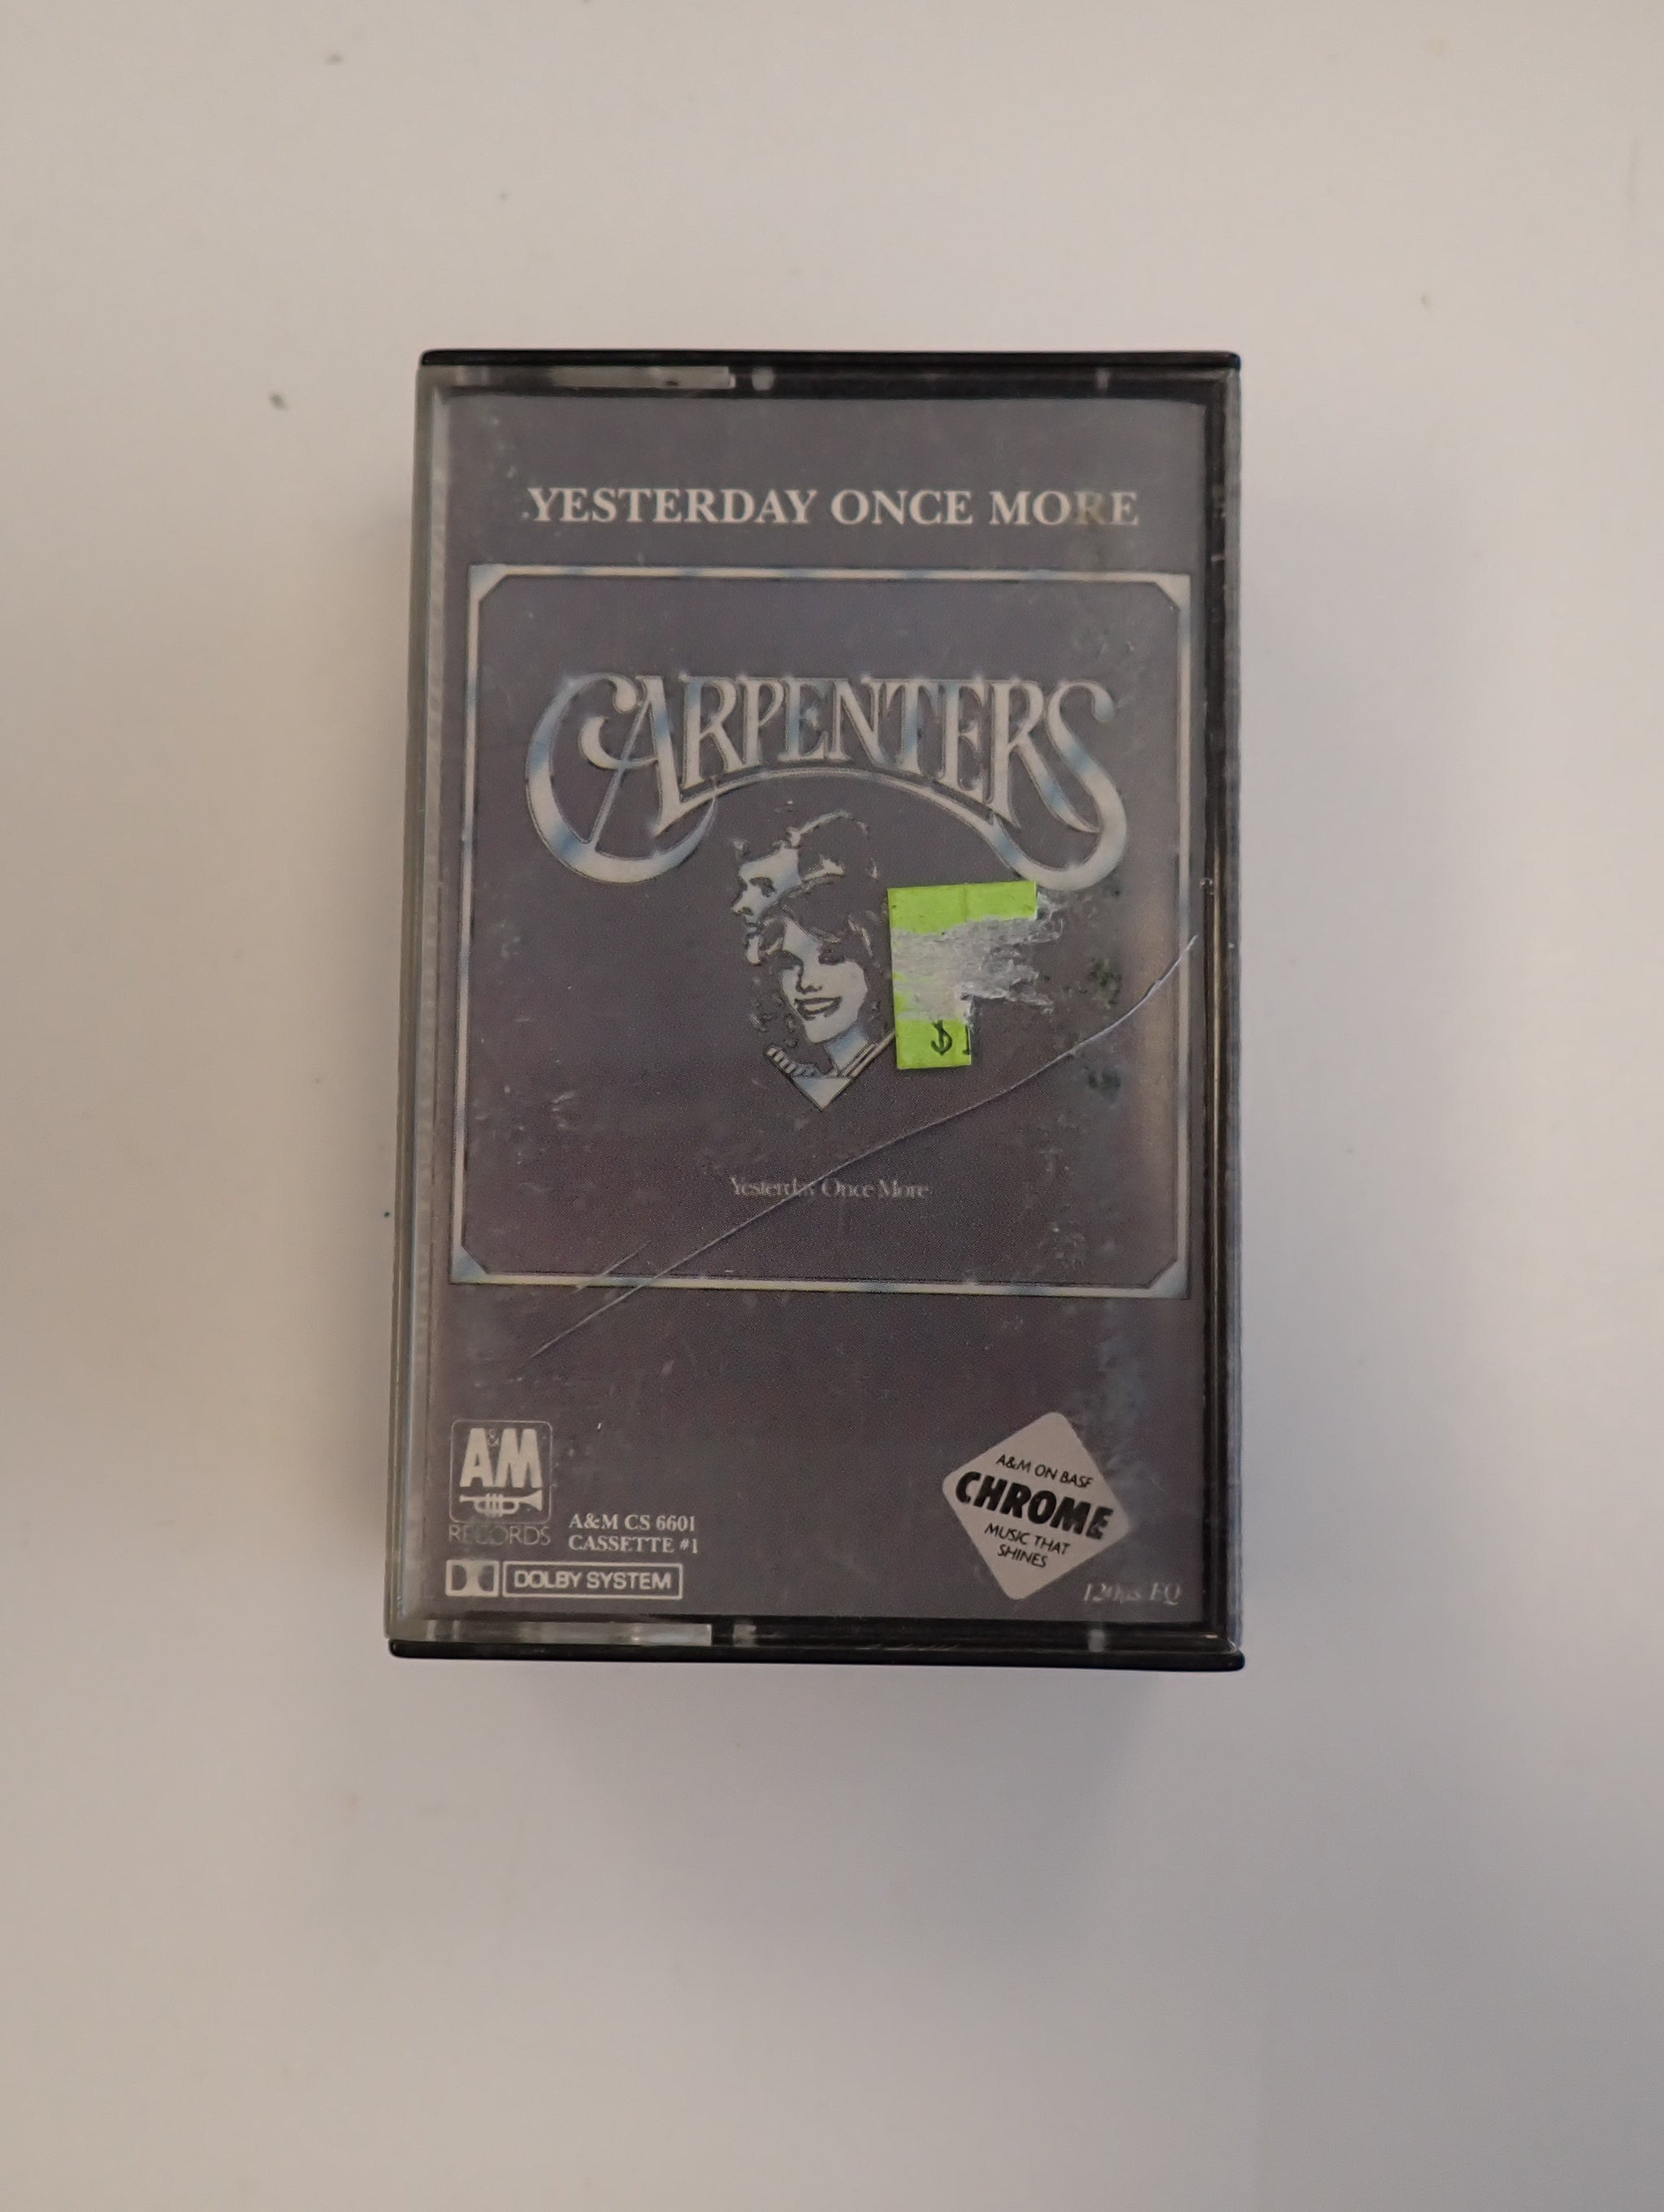 YESTERDAY ONCE MORE
CARPENTERS
$1
Yesterday Once More
A&M
RECORDS
A&M CS 6601
CASSETTE #1
DOLBY SYSTEM
A&M ON BASF
CHROME
MUSIC THAT
SHINES
120μs EQ